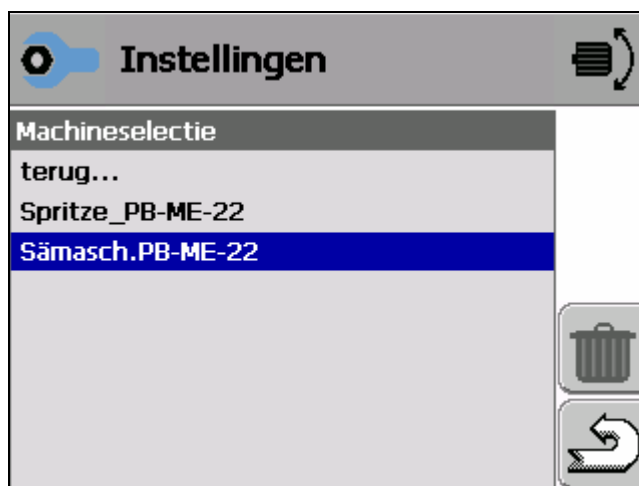 Instellingen
Machineselectie
terug...
Spritze_PB-ME-22
Sämasch.PB-ME-22